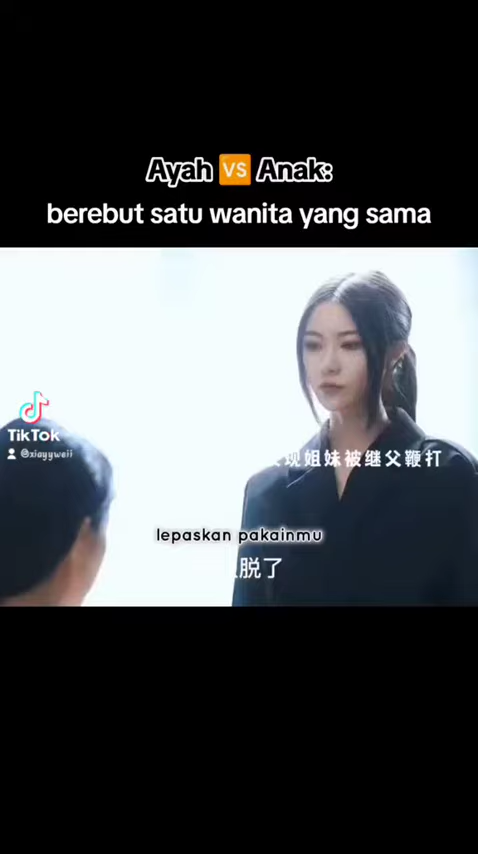 Ayah 🆚 Anak:
berebut satu wanita yang sama
TikTok
@xiayyweii
现姐妹被继父鞭打
lepaskan pakainmu
脱了